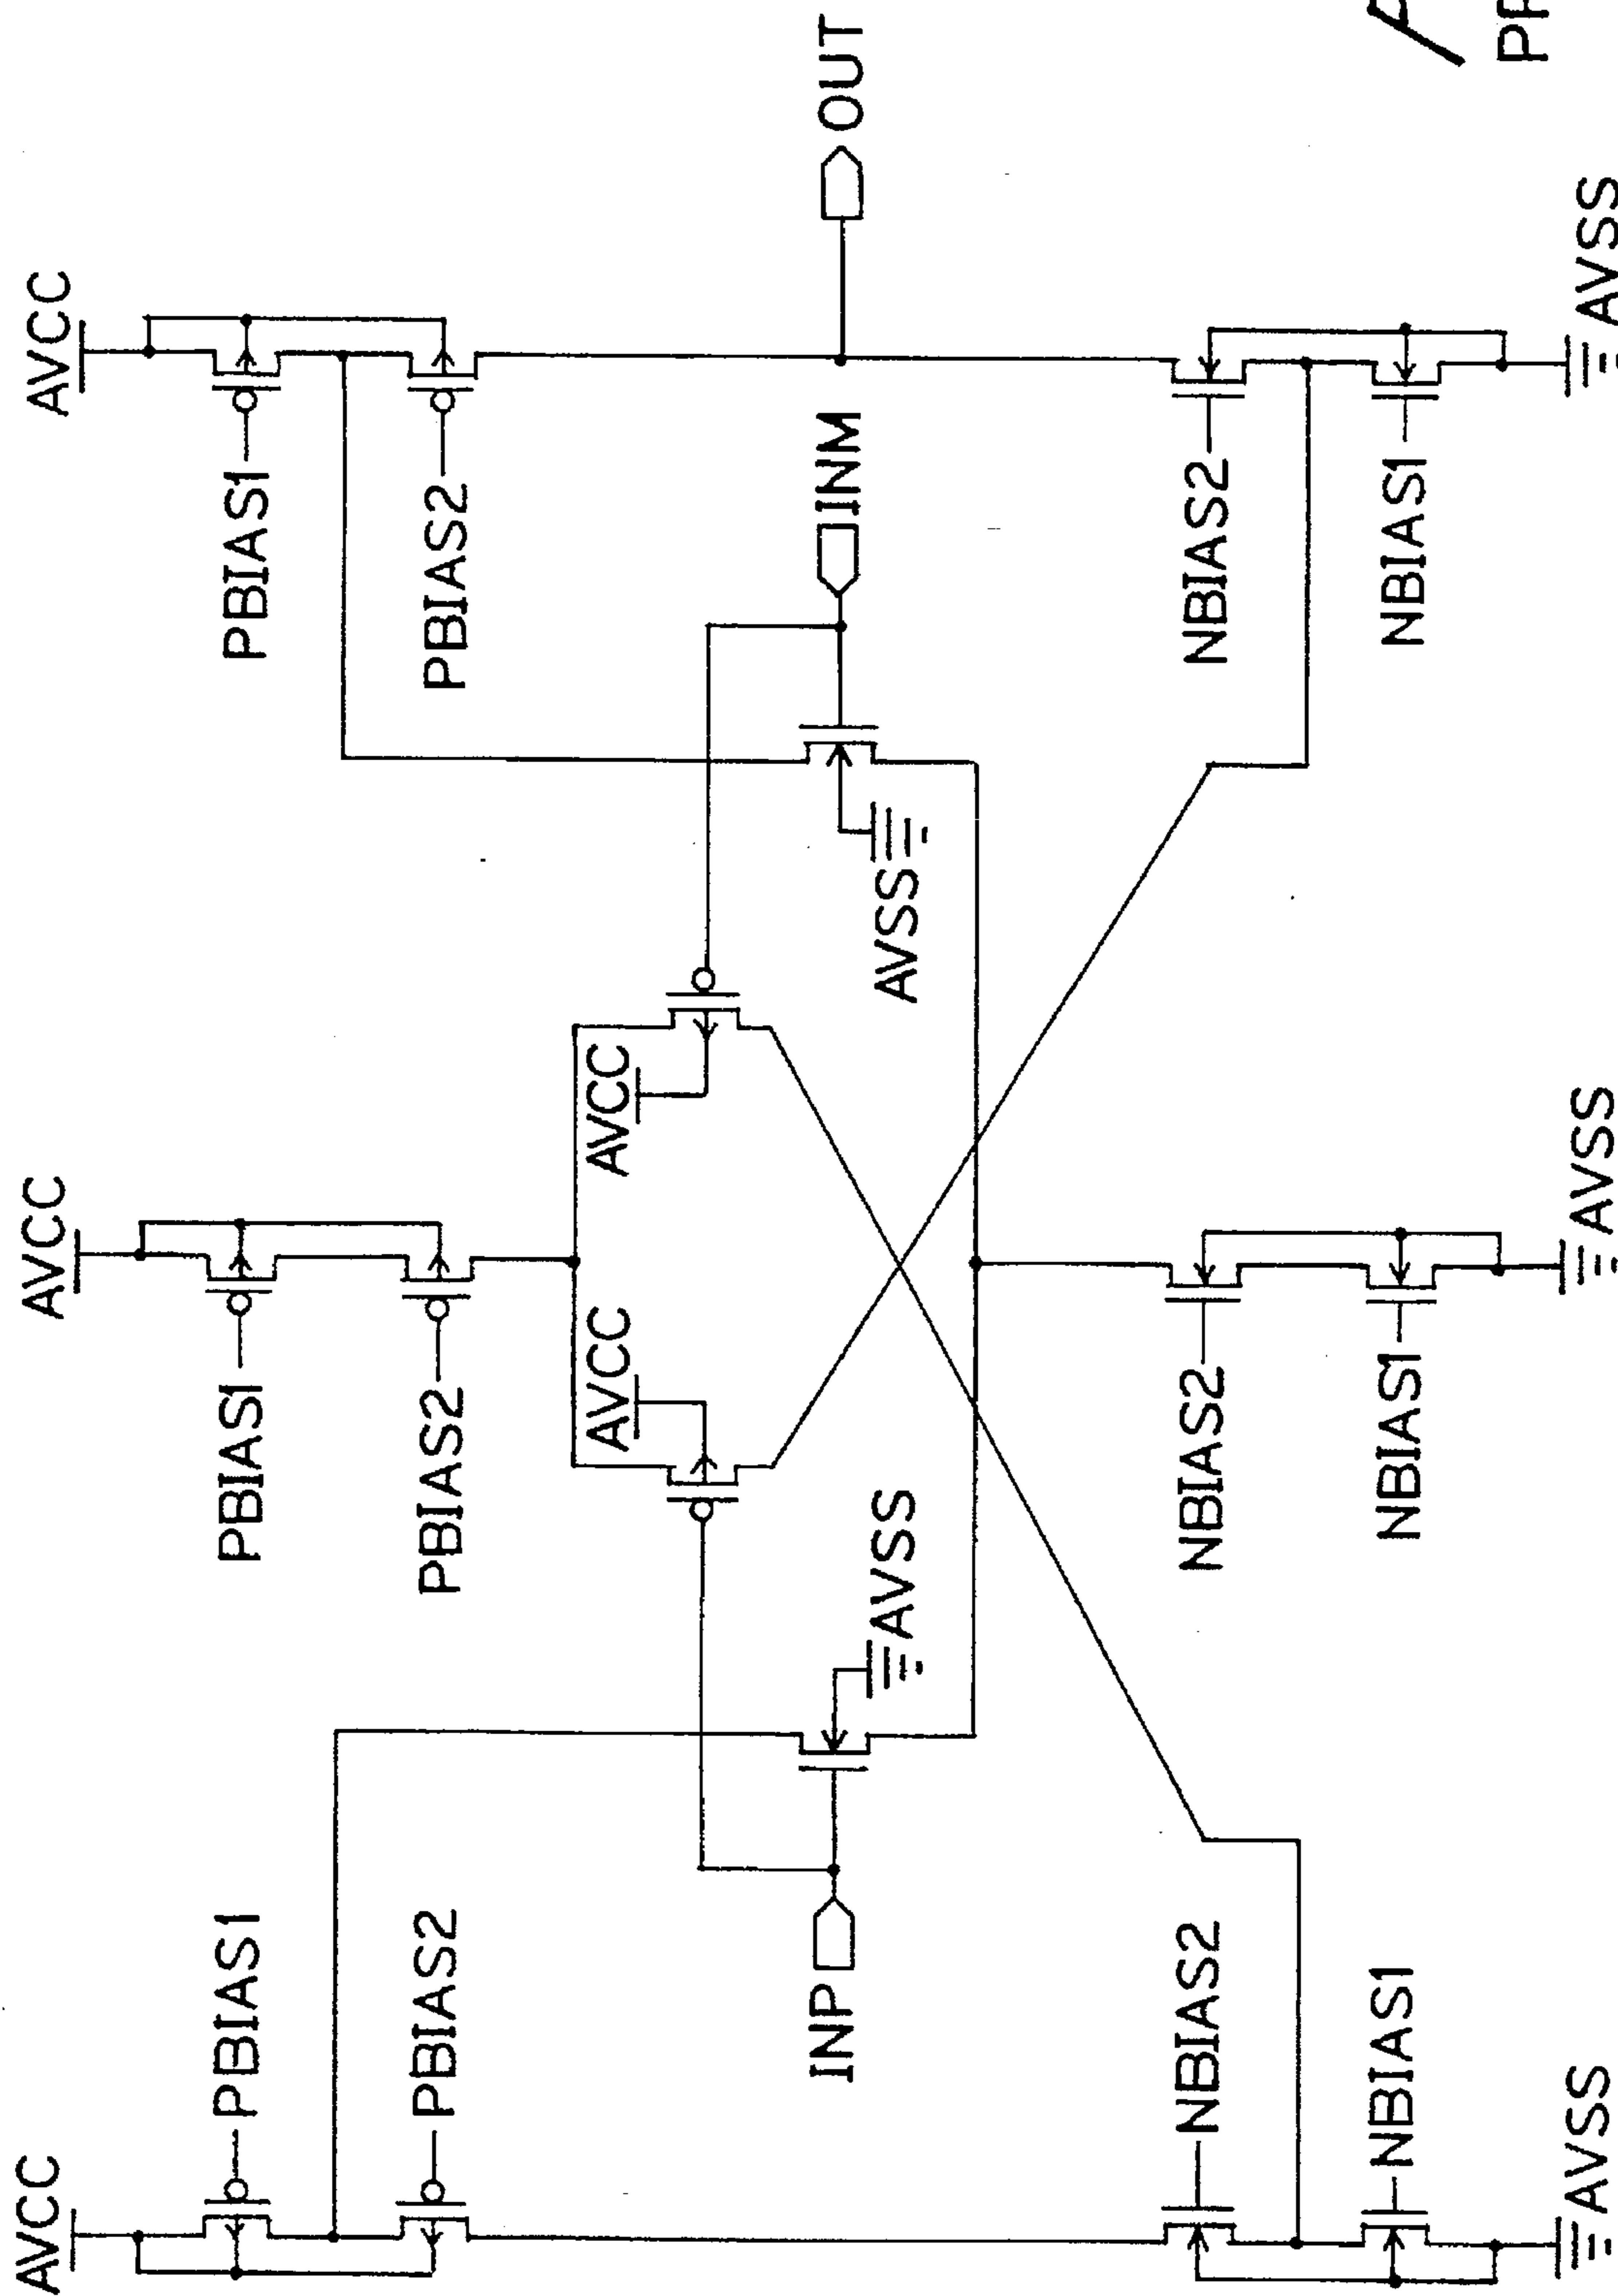 AVCC AVCC AVCC
PBIAS1 PBIAS1 PBIAS1
PBIAS2 PBIAS2 PBIAS2
AVCC AVCC
INP INM OUT
AVSS AVSS
NBIAS2 NBIAS2 NBIAS2
NBIAS1 NBIAS1 NBIAS1
AVSS AVSS AVSS